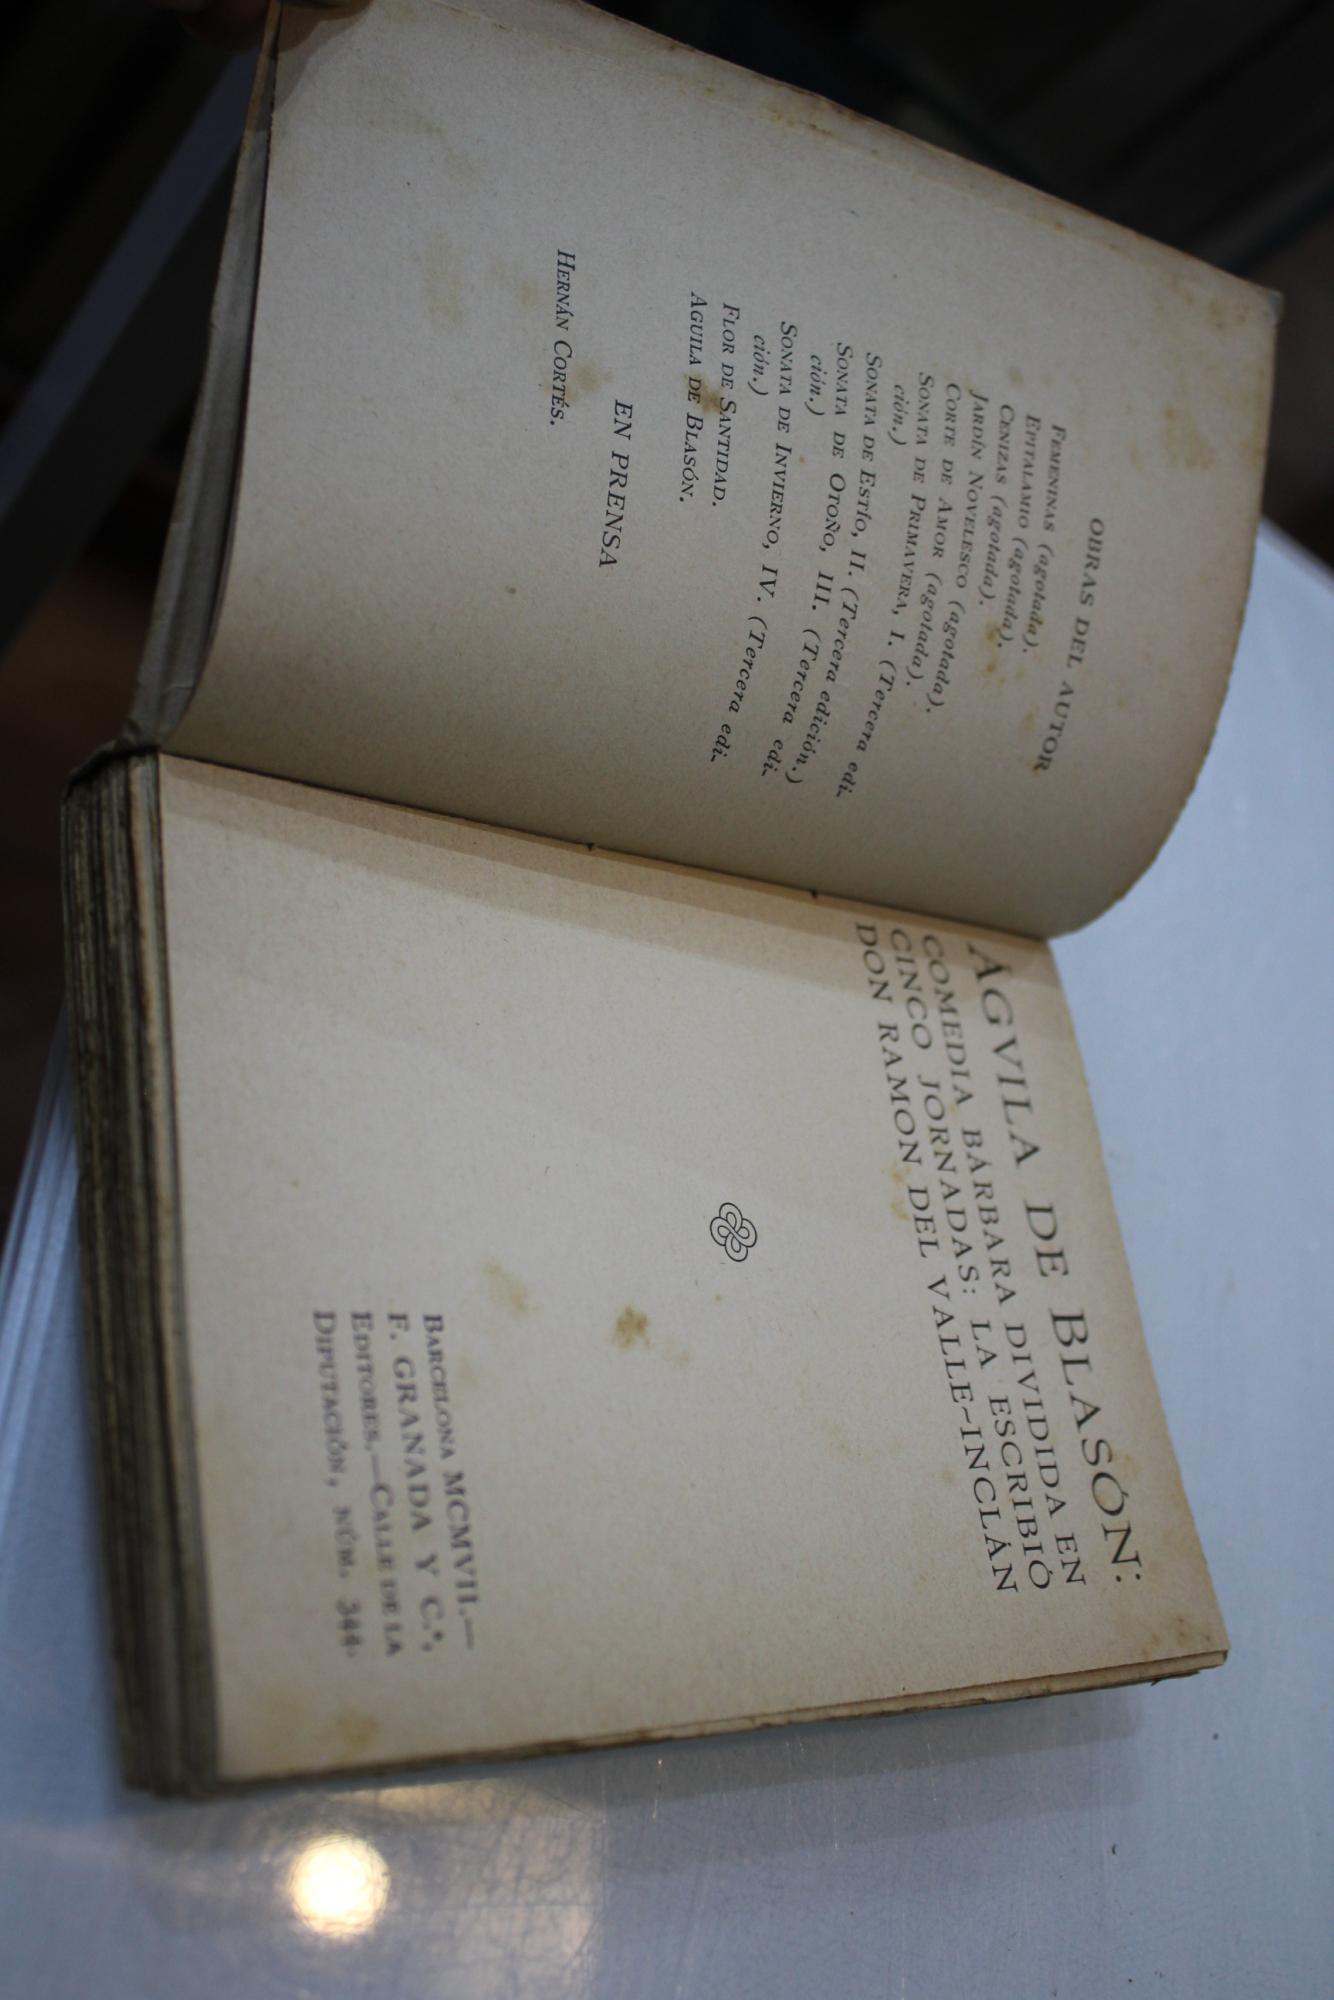 OBRAS DEL AUTOR
FEMENINAS (agotada).
EPITALAMIO (agotada).
CENIZAS (agotada).
JARDÍN NOVELESCO (agotada).
CORTE DE AMOR (agotada).
SONATA DE PRIMAVERA, I. (Tercera edi-
ción.)
SONATA DE ESTÍO, II. (Tercera edición.)
SONATA DE OTOÑO, III. (Tercera edi-
ción.)
SONATA DE INVIERNO, IV. (Tercera edi-
ción.)
FLOR DE SANTIDAD.
AGUILA DE BLASÓN.
EN PRENSA
HERNÁN CORTÉS.
ÁGVILA DE BLASÓN:
COMEDIA BÁRBARA DIVIDIDA EN
CINCO JORNADAS: LA ESCRIBIÓ
DON RAMON DEL VALLE-INCLÁN
BARCELONA MCMVII.—
F. GRANADA Y C.ª,
EDITORES.—CALLE DE LA
DIPUTACIÓN, NÚM. 344.